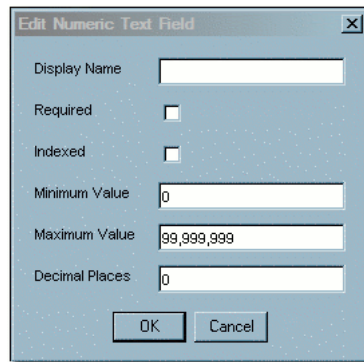 Edit Numeric Text Field
Display Name
Required
Indexed
Minimum Value 0
Maximum Value 99,999,999
Decimal Places 0
OK Cancel